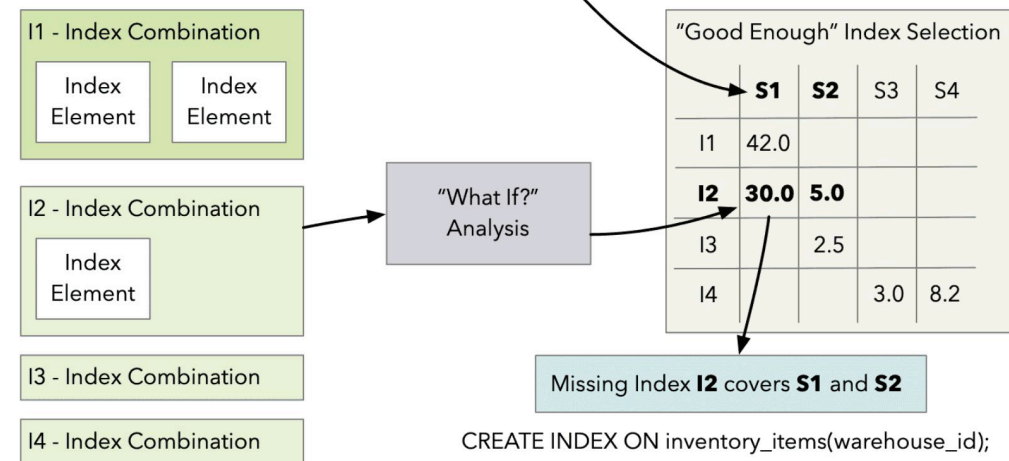 I1 - Index Combination
Index
Element
Index
Element
I2 - Index Combination
Index
Element
I3 - Index Combination
I4 - Index Combination
"What If?"
Analysis
"Good Enough" Index Selection
S1 S2 S3 S4
I1 42.0
I2 30.0 5.0
I3 2.5
I4 3.0 8.2
Missing Index I2 covers S1 and S2
CREATE INDEX ON inventory_items(warehouse_id);